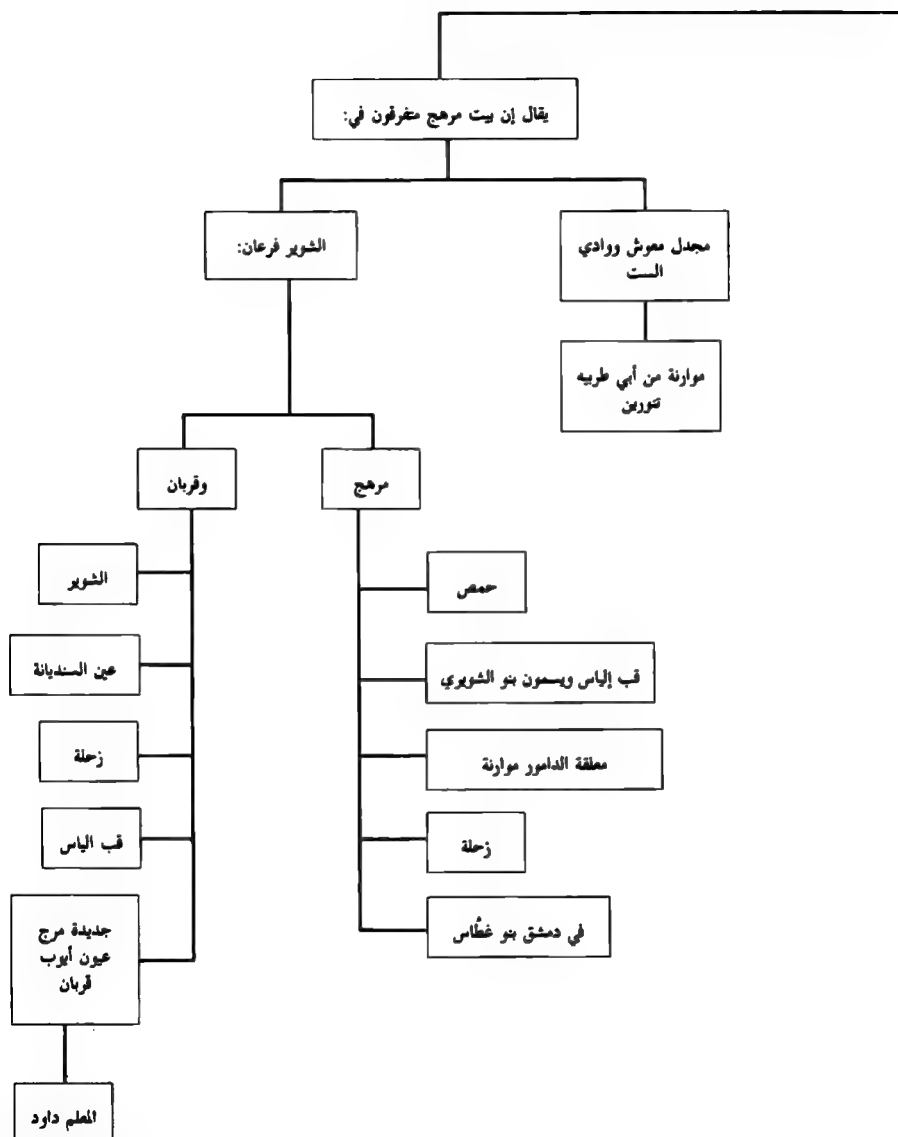 يقال إن بيت مرهج متفرقون في:
مجدل معوش ووادي
الست
موارنة من أبي طربيه
تنورين
الشوير فرعان:
مرهج
حمص
قب إلياس ويسمون بنو الشويري
معلقة الدامور موارنة
زحلة
في دمشق بنو غطّاس
وقربان
الشوير
عين السنديانة
زحلة
قب الياس
جديدة مرج
عيون أيوب
قربان
المعلم داود